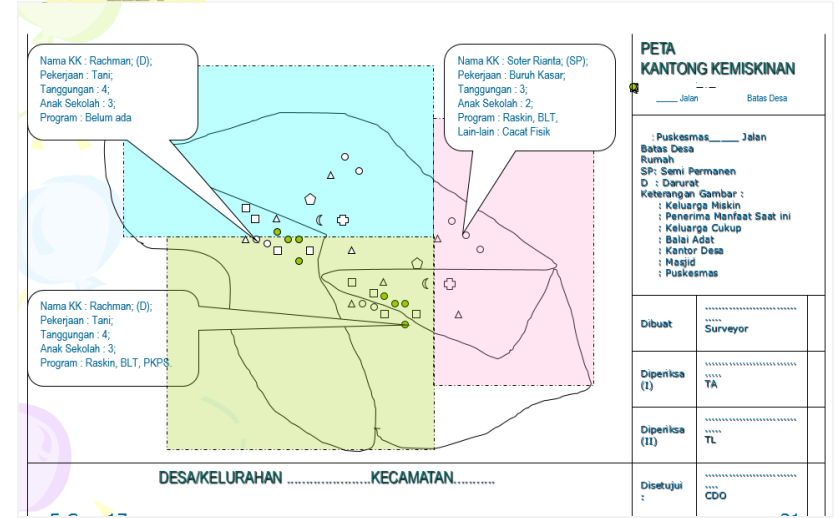 Nama KK : Rachman; (D);
Pekerjaan : Tani;
Tanggungan : 4;
Anak Sekolah : 3;
Program : Belum ada
Nama KK : Soter Rianta; (SP);
Pekerjaan : Buruh Kasar;
Tanggungan : 3;
Anak Sekolah : 2;
Program : Raskin, BLT,
Lain-lain : Cacat Fisik
Nama KK : Rachman; (D);
Pekerjaan : Tani;
Tanggungan : 4;
Anak Sekolah : 3;
Program : Raskin, BLT, PKPS.
DESA/KELURAHAN ......................KECAMATAN...........
PETA
KANTONG KEMISKINAN
_____ Jalan Batas Desa
: Puskesmas_____ Jalan
Batas Desa
Rumah
SP: Semi Permanen
D : Darurat
Keterangan Gambar :
: Keluarga Miskin
: Penerima Manfaat Saat ini
: Keluarga Cukup
: Balai Adat
: Kantor Desa
: Masjid
: Puskesmas
Dibuat
Surveyor
Diperiksa
(I)
TA
Diperiksa
(II)
TL
Disetujui
:
CDO